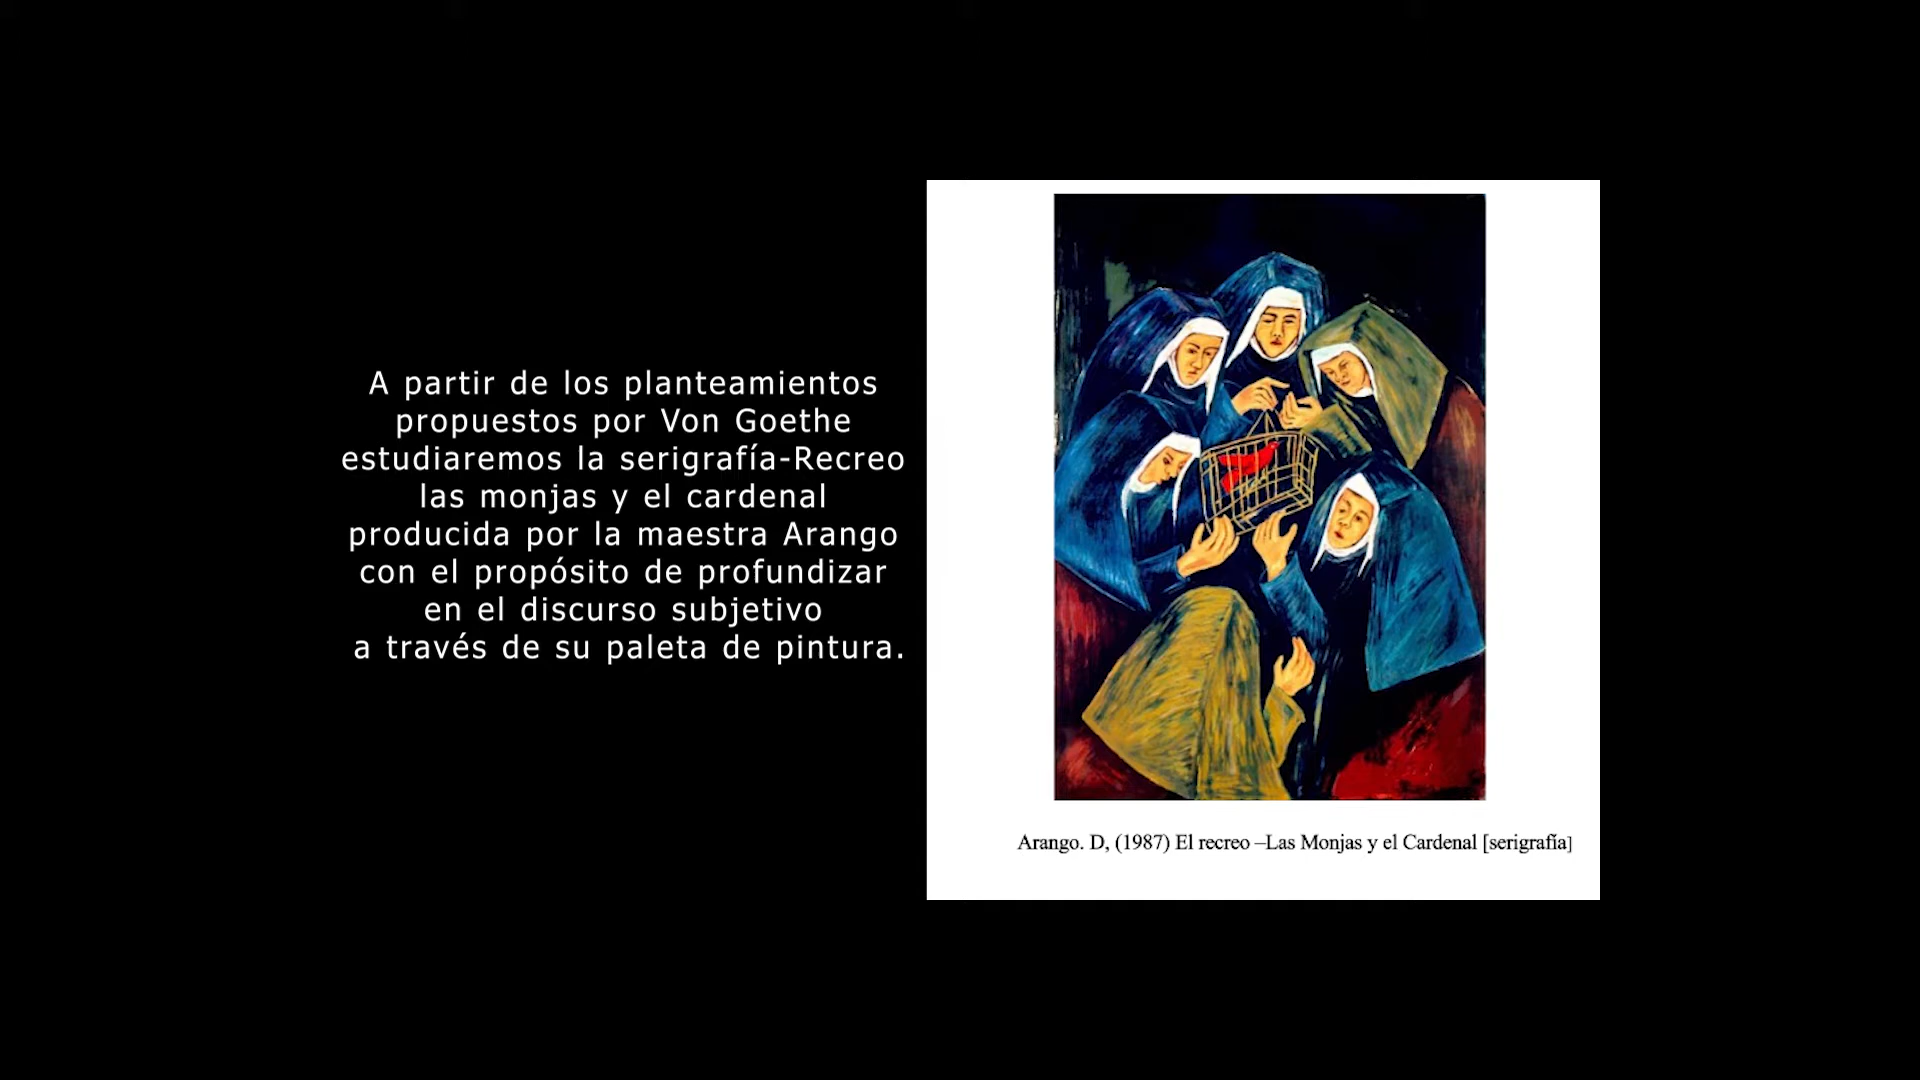 A partir de los planteamientos
propuestos por Von Goethe
estudiaremos la serigrafía-Recreo
las monjas y el cardenal
producida por la maestra Arango
con el propósito de profundizar
en el discurso subjetivo
a través de su paleta de pintura.
Arango. D, (1987) El recreo –Las Monjas y el Cardenal [serigrafía]